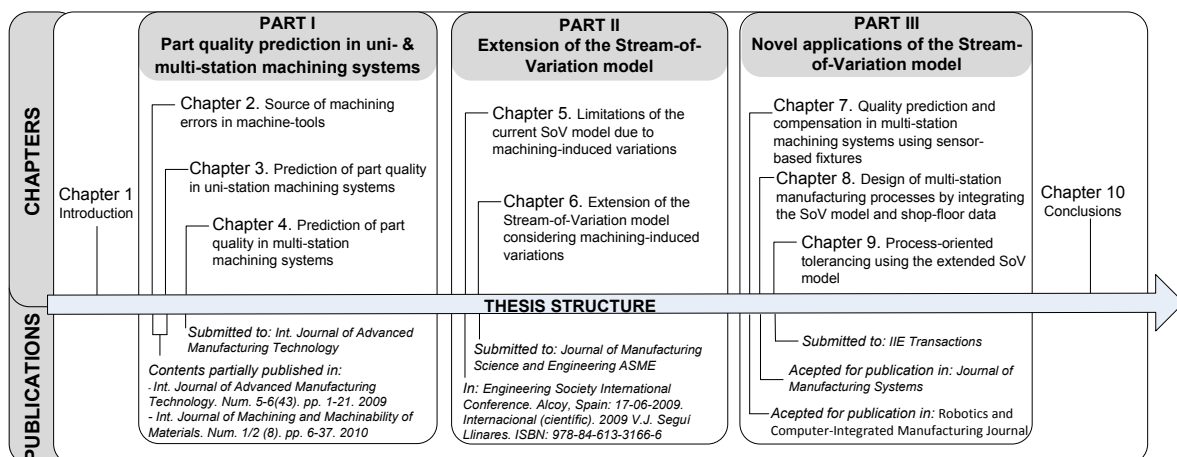 CHAPTERS
PUBLICATIONS
Chapter 1
Introduction
PART I
Part quality prediction in uni- &
multi-station machining systems
Chapter 2. Source of machining
errors in machine-tools
Chapter 3. Prediction of part quality
in uni-station machining systems
Chapter 4. Prediction of part
quality in multi-station
machining systems
PART II
Extension of the Stream-of-
Variation model
Chapter 5. Limitations of the
current SoV model due to
machining-induced variations
Chapter 6. Extension of the
Stream-of-Variation model
considering machining-induced
variations
PART III
Novel applications of the Stream-
of-Variation model
Chapter 7. Quality prediction and
compensation in multi-station
machining systems using sensor-
based fixtures
Chapter 8. Design of multi-station
manufacturing processes by integrating
the SoV model and shop-floor data
Chapter 9. Process-oriented
tolerancing using the extended SoV
model
Chapter 10
Conclusions
THESIS STRUCTURE
Submitted to: Int. Journal of Advanced
Manufacturing Technology
Contents partially published in:
- Int. Journal of Advanced Manufacturing
Technology. Num. 5-6(43). pp. 1-21. 2009
- Int. Journal of Machining and Machinability of
Materials. Num. 1/2 (8). pp. 6-37. 2010
Submitted to: Journal of Manufacturing
Science and Engineering ASME
In: Engineering Society International
Conference. Alcoy, Spain: 17-06-2009.
Internacional (cientific). 2009 V.J. Seguí
Llinares. ISBN: 978-84-613-3166-6
Submitted to: IIE Transactions
Acepted for publication in: Journal of
Manufacturing Systems
Acepted for publication in: Robotics and
Computer-Integrated Manufacturing Journal